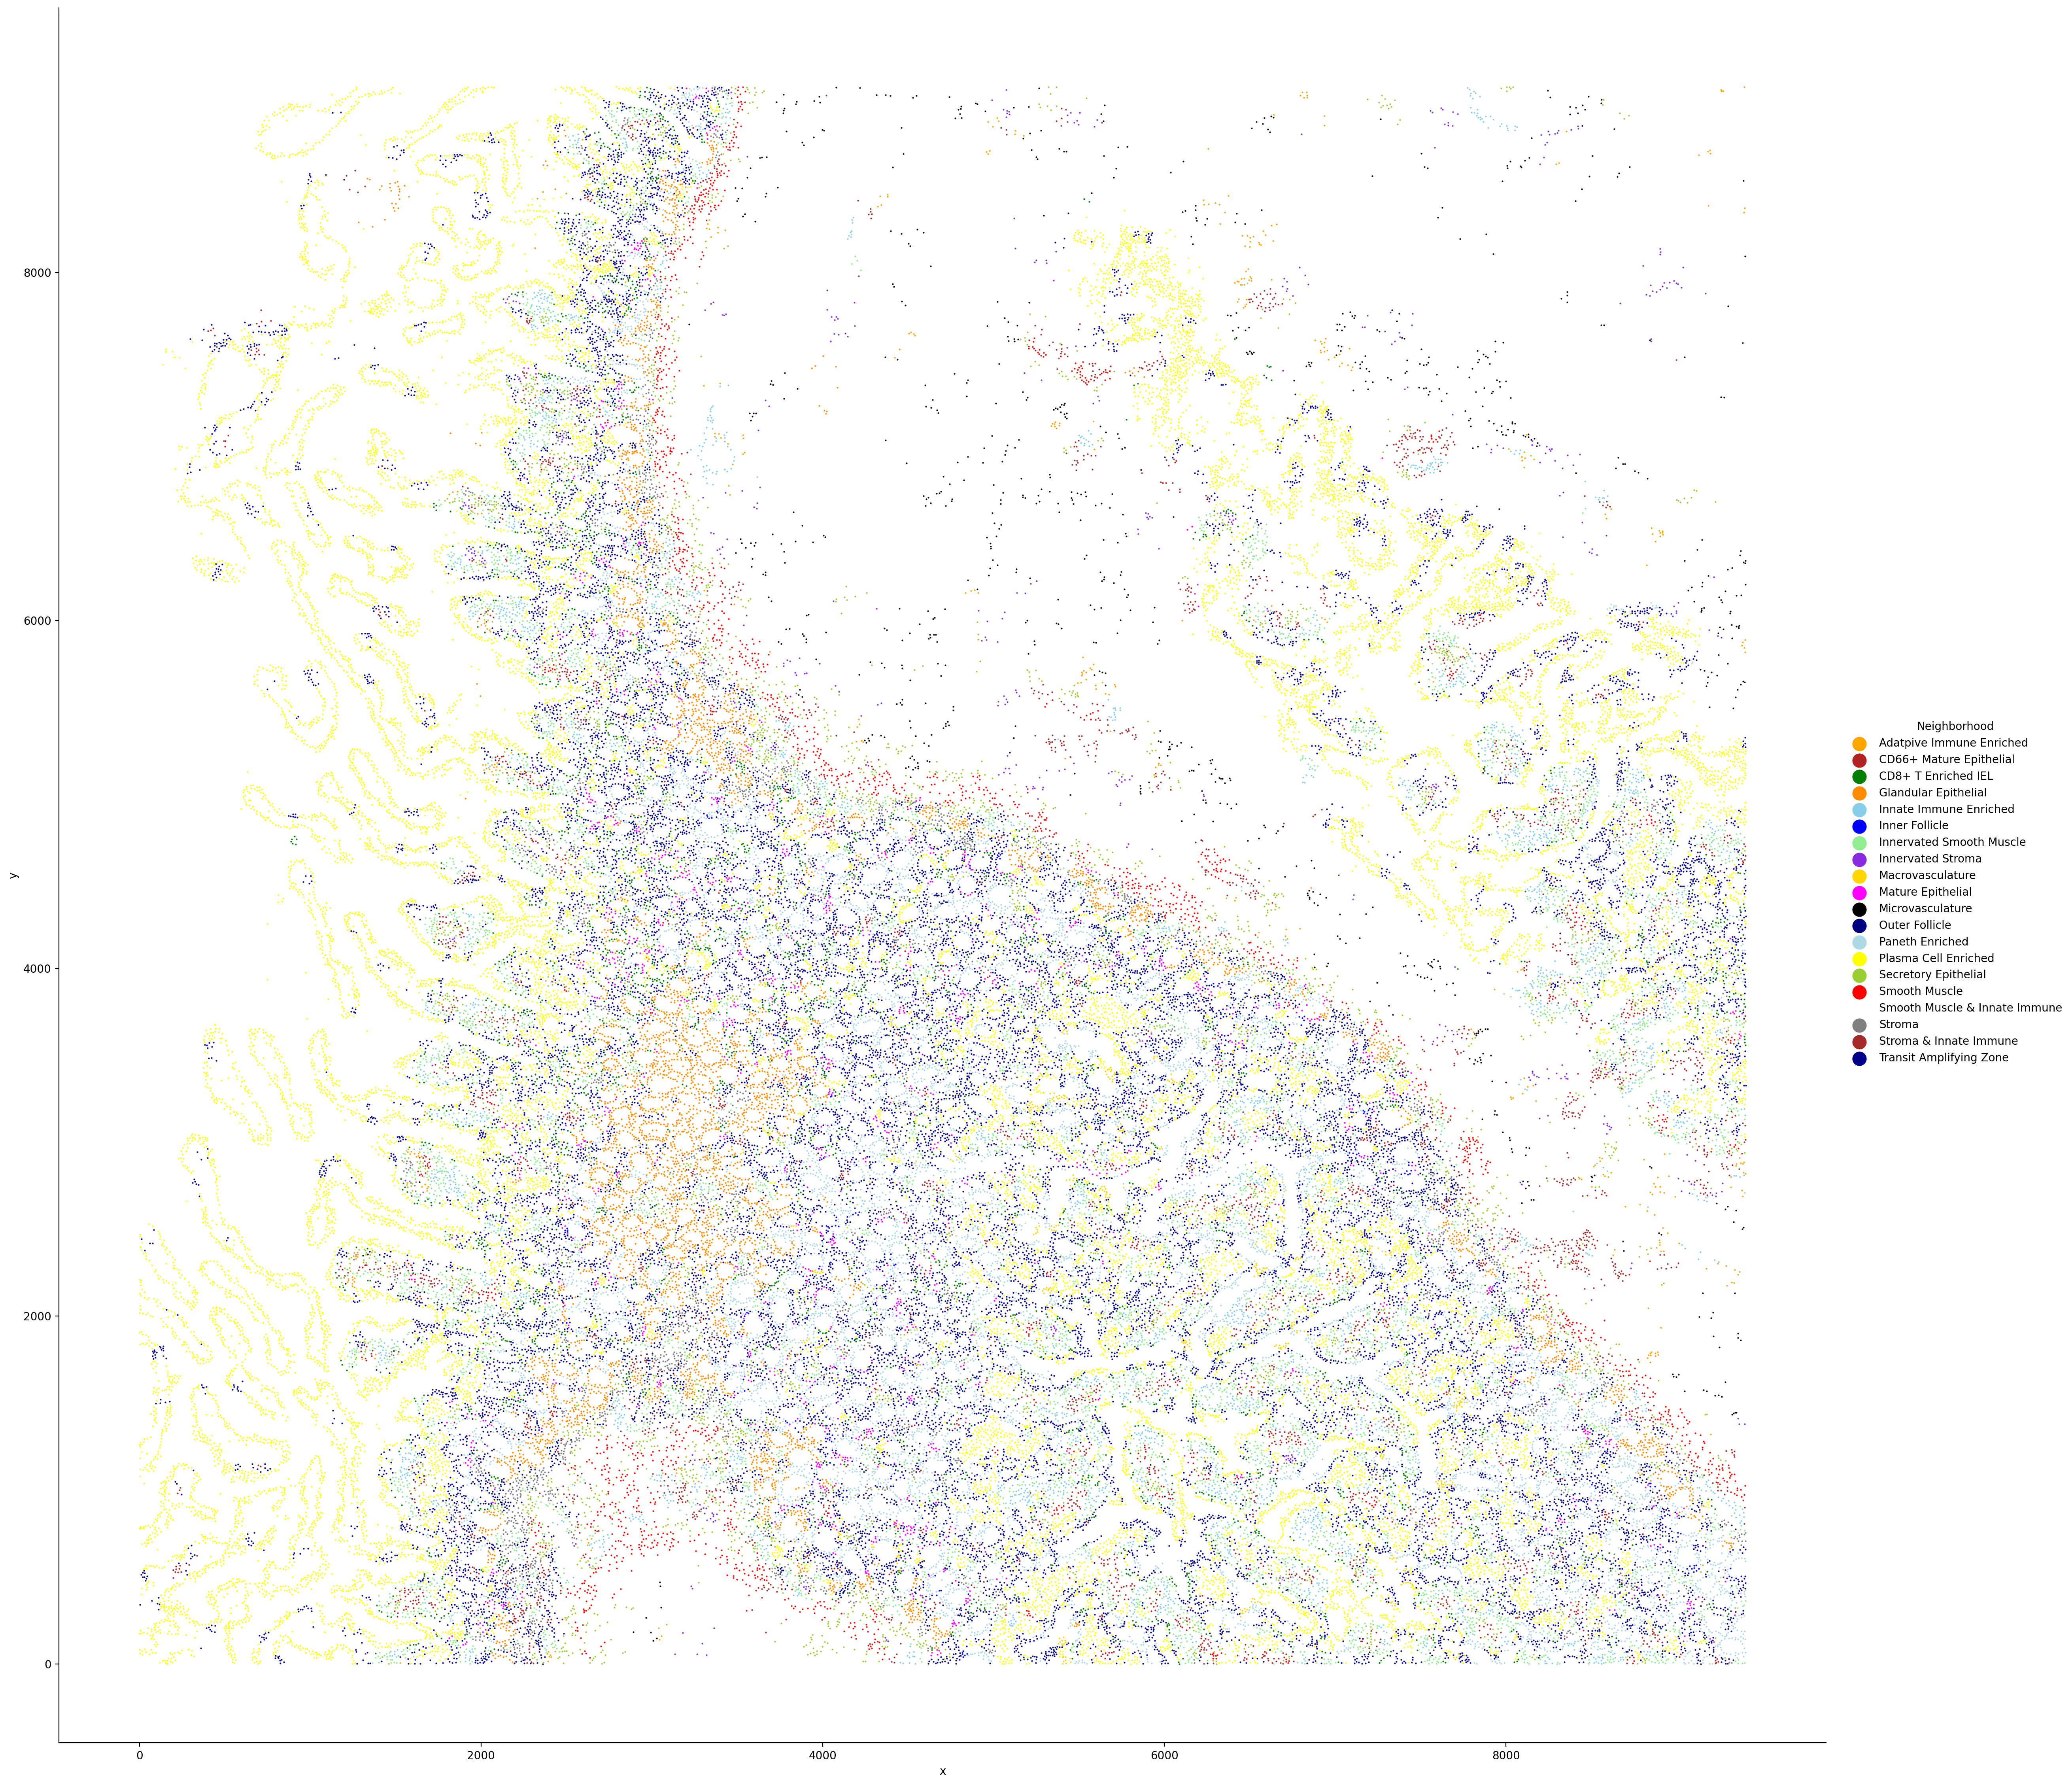 8000
6000
4000
2000
0
y
0 2000 4000 6000 8000
x
Neighborhood
Adatpive Immune Enriched
CD66+ Mature Epithelial
CD8+ T Enriched IEL
Glandular Epithelial
Innate Immune Enriched
Inner Follicle
Innervated Smooth Muscle
Innervated Stroma
Macrovasculature
Mature Epithelial
Microvasculature
Outer Follicle
Paneth Enriched
Plasma Cell Enriched
Secretory Epithelial
Smooth Muscle
Smooth Muscle & Innate Immune
Stroma
Stroma & Innate Immune
Transit Amplifying Zone